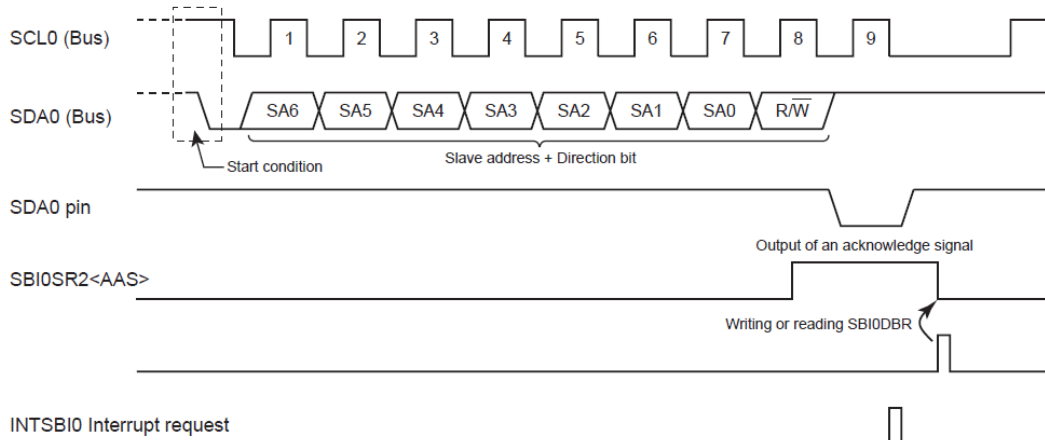 SCL0 (Bus)
1 2 3 4 5 6 7 8 9
SDA0 (Bus)
SA6 SA5 SA4 SA3 SA2 SA1 SA0 R/W̅
Start condition
Slave address + Direction bit
SDA0 pin
Output of an acknowledge signal
SBI0SR2<AAS>
Writing or reading SBI0DBR
INTSBI0 Interrupt request